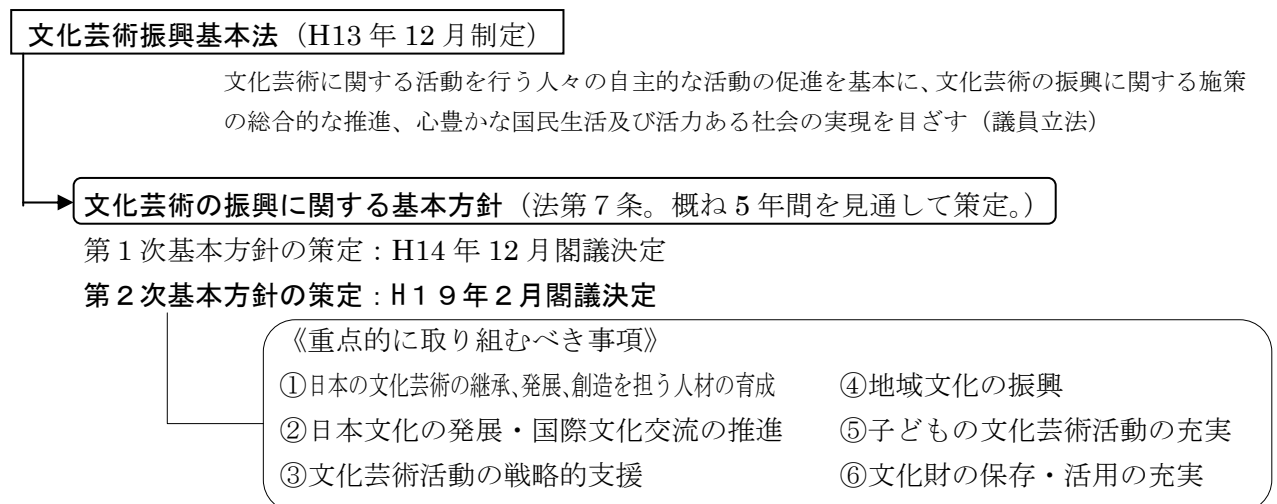 文化芸術振興基本法（H13 年 12 月制定）
文化芸術に関する活動を行う人々の自主的な活動の促進を基本に、文化芸術の振興に関する施策
の総合的な推進、心豊かな国民生活及び活力ある社会の実現を目ざす（議員立法）
文化芸術の振興に関する基本方針（法第７条。概ね 5 年間を見通して策定。）
第１次基本方針の策定：H14 年 12 月閣議決定
第２次基本方針の策定：H１９年２月閣議決定
《重点的に取り組むべき事項》
①日本の文化芸術の継承、発展、創造を担う人材の育成 ④地域文化の振興
②日本文化の発展・国際文化交流の推進 ⑤子どもの文化芸術活動の充実
③文化芸術活動の戦略的支援 ⑥文化財の保存・活用の充実